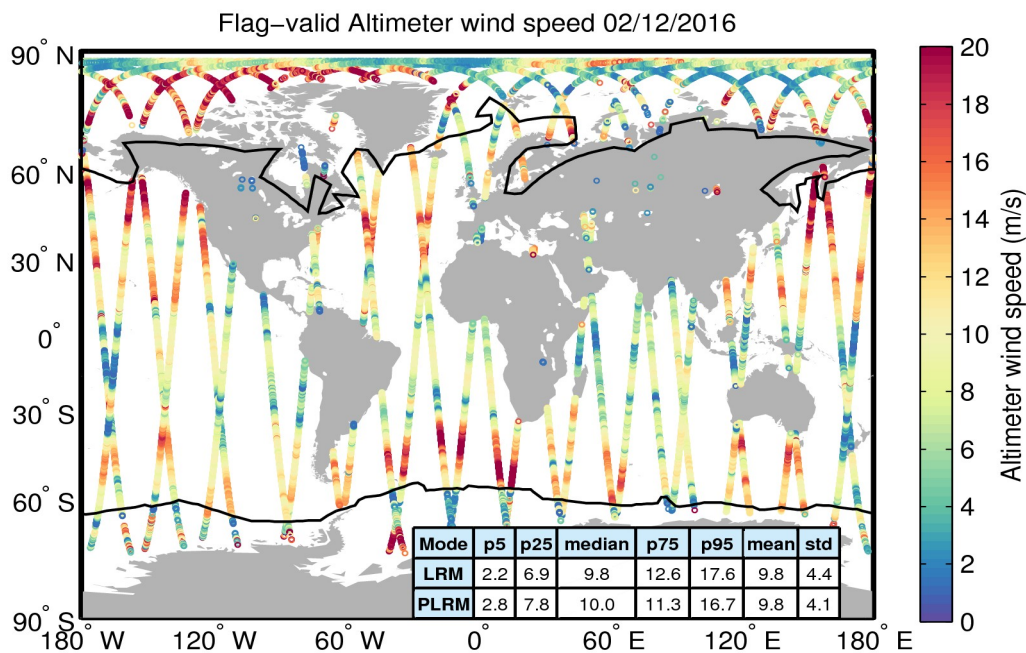 Flag−valid Altimeter wind speed 02/12/2016
90° N
60° N
30° N
0°
30° S
60° S
90° S
180° W
120° W
60° W
0°
60° E
120° E
180° E
Mode p5 p25 median p75 p95 mean std
LRM 2.2 6.9 9.8 12.6 17.6 9.8 4.4
PLRM 2.8 7.8 10.0 11.3 16.7 9.8 4.1
20
18
16
14
12
10
8
6
4
2
0
Altimeter wind speed (m/s)